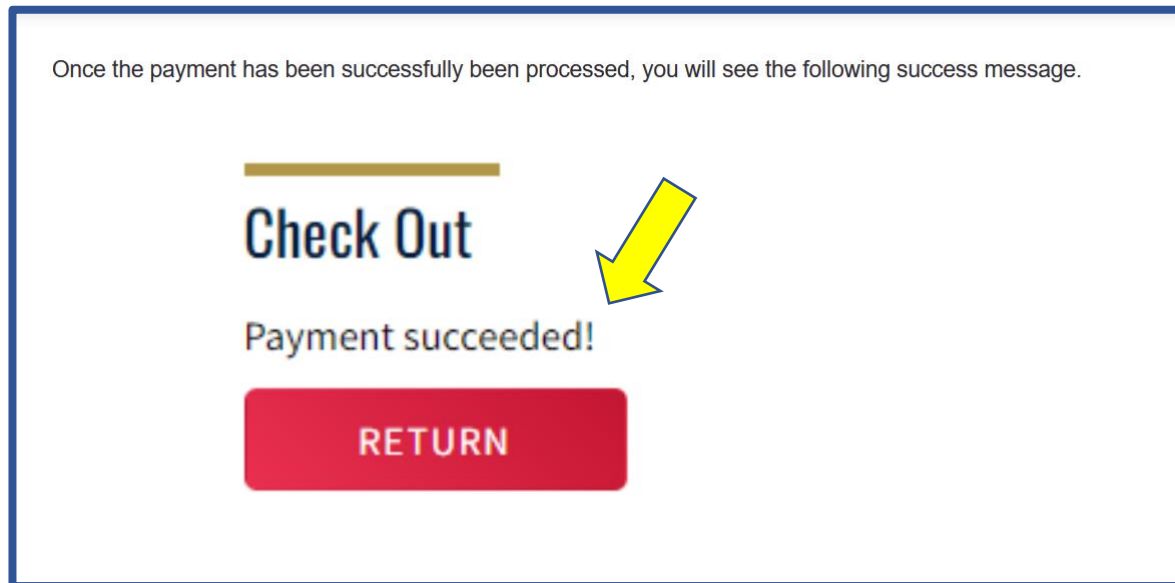 Once the payment has been successfully been processed, you will see the following success message.
Check Out
Payment succeeded!
RETURN